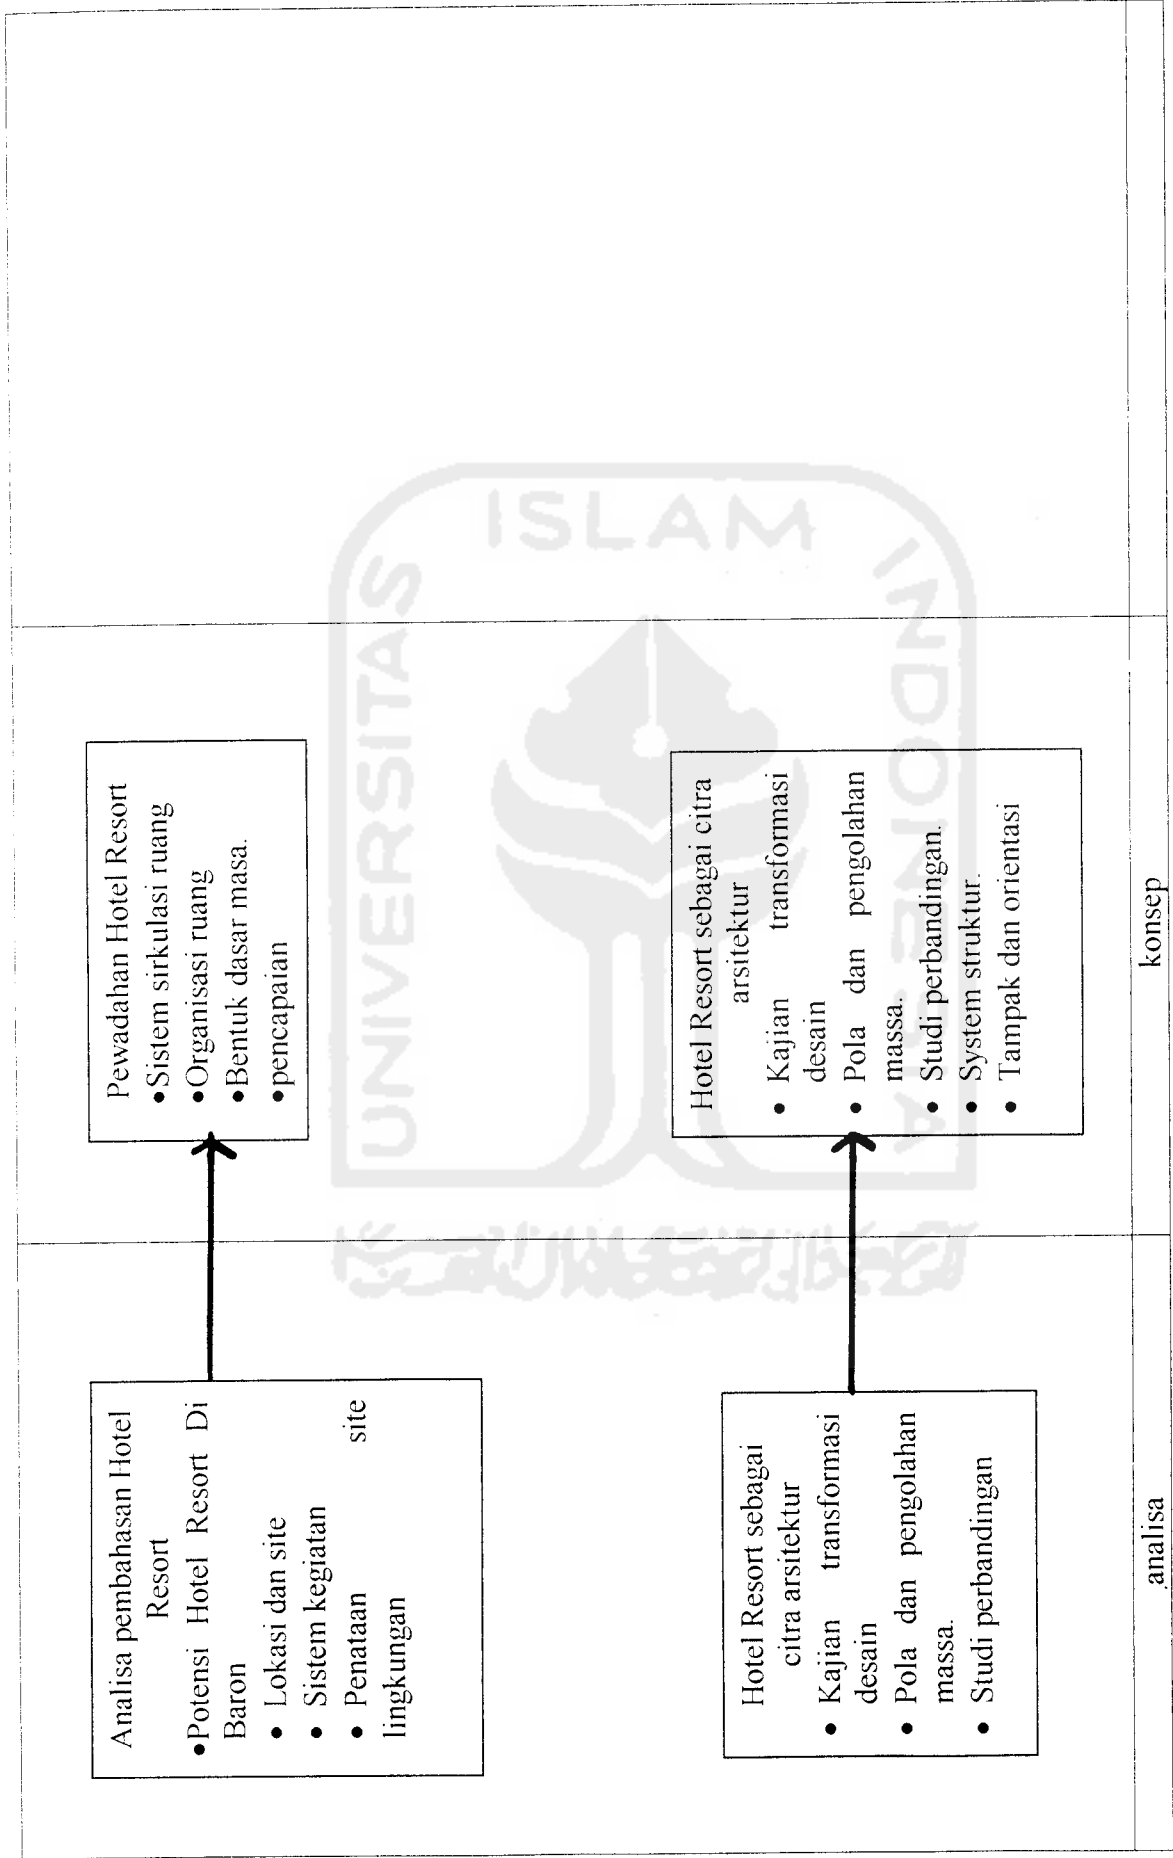 Analisa pembahasan Hotel
Resort
•Potensi Hotel Resort Di
Baron
• Lokasi dan site
• Sistem kegiatan
• Penataan site
lingkungan
Pewadahan Hotel Resort
•Sistem sirkulasi ruang
•Organisasi ruang
•Bentuk dasar masa.
•pencapaian
Hotel Resort sebagai
citra arsitektur
• Kajian transformasi
desain
• Pola dan pengolahan
massa.
• Studi perbandingan
Hotel Resort sebagai citra
arsitektur
• Kajian transformasi
desain
• Pola dan pengolahan
massa.
• Studi perbandingan.
• System struktur.
• Tampak dan orientasi
analisa
konsep
UNIVERSITAS
ISLAM
INDONESIA